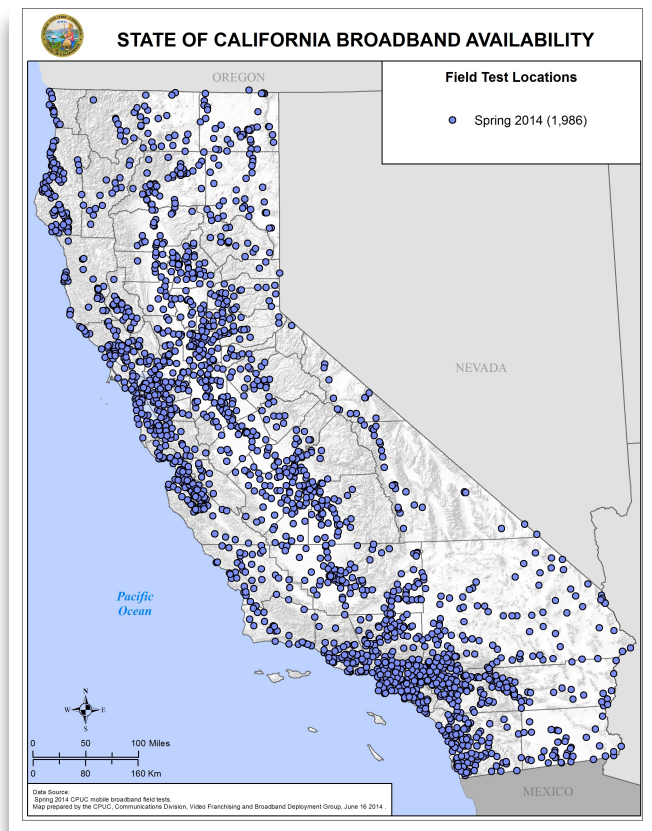 STATE OF CALIFORNIA BROADBAND AVAILABILITY
OREGON
Field Test Locations
Spring 2014 (1,986)
NEVADA
Pacific
Ocean
N
W E
S
0 50 100 Miles
0 80 160 Km
MEXICO
Data Source:
Spring 2014 CPUC mobile broadband field tests.
Map prepared by the CPUC, Communications Division, Video Franchising and Broadband Deployment Group, June 16 2014 .